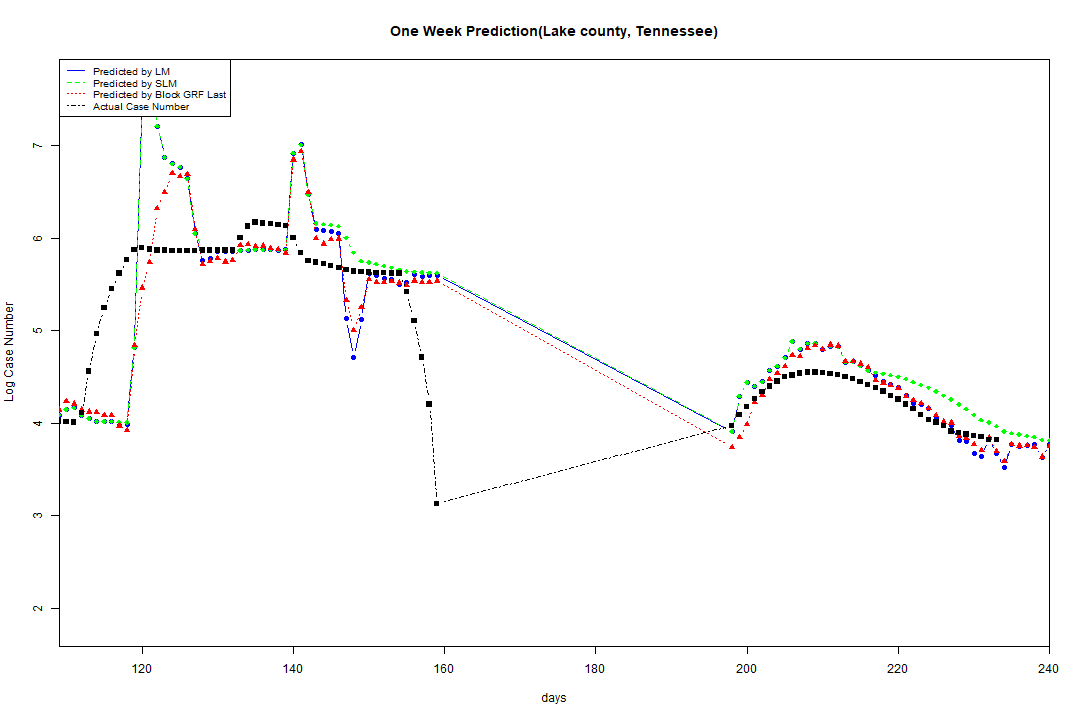 One Week Prediction(Lake county, Tennessee)
Predicted by LM
Predicted by SLM
Predicted by Block GRF Last
Actual Case Number
7
6
5
4
3
2
Log Case Number
120 140 160 180 200 220 240
days